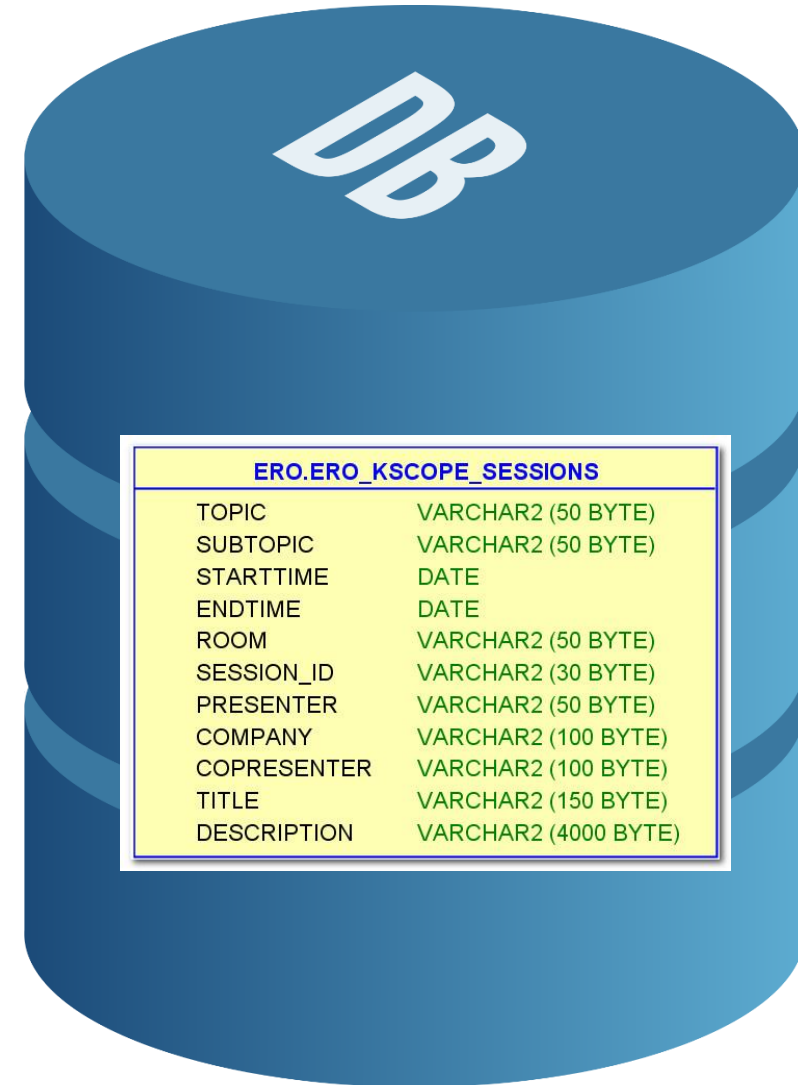 DB
ERO.ERO_KSCOPE_SESSIONS
TOPIC VARCHAR2 (50 BYTE)
SUBTOPIC VARCHAR2 (50 BYTE)
STARTTIME DATE
ENDTIME DATE
ROOM VARCHAR2 (50 BYTE)
SESSION_ID VARCHAR2 (30 BYTE)
PRESENTER VARCHAR2 (50 BYTE)
COMPANY VARCHAR2 (100 BYTE)
COPRESENTER VARCHAR2 (100 BYTE)
TITLE VARCHAR2 (150 BYTE)
DESCRIPTION VARCHAR2 (4000 BYTE)